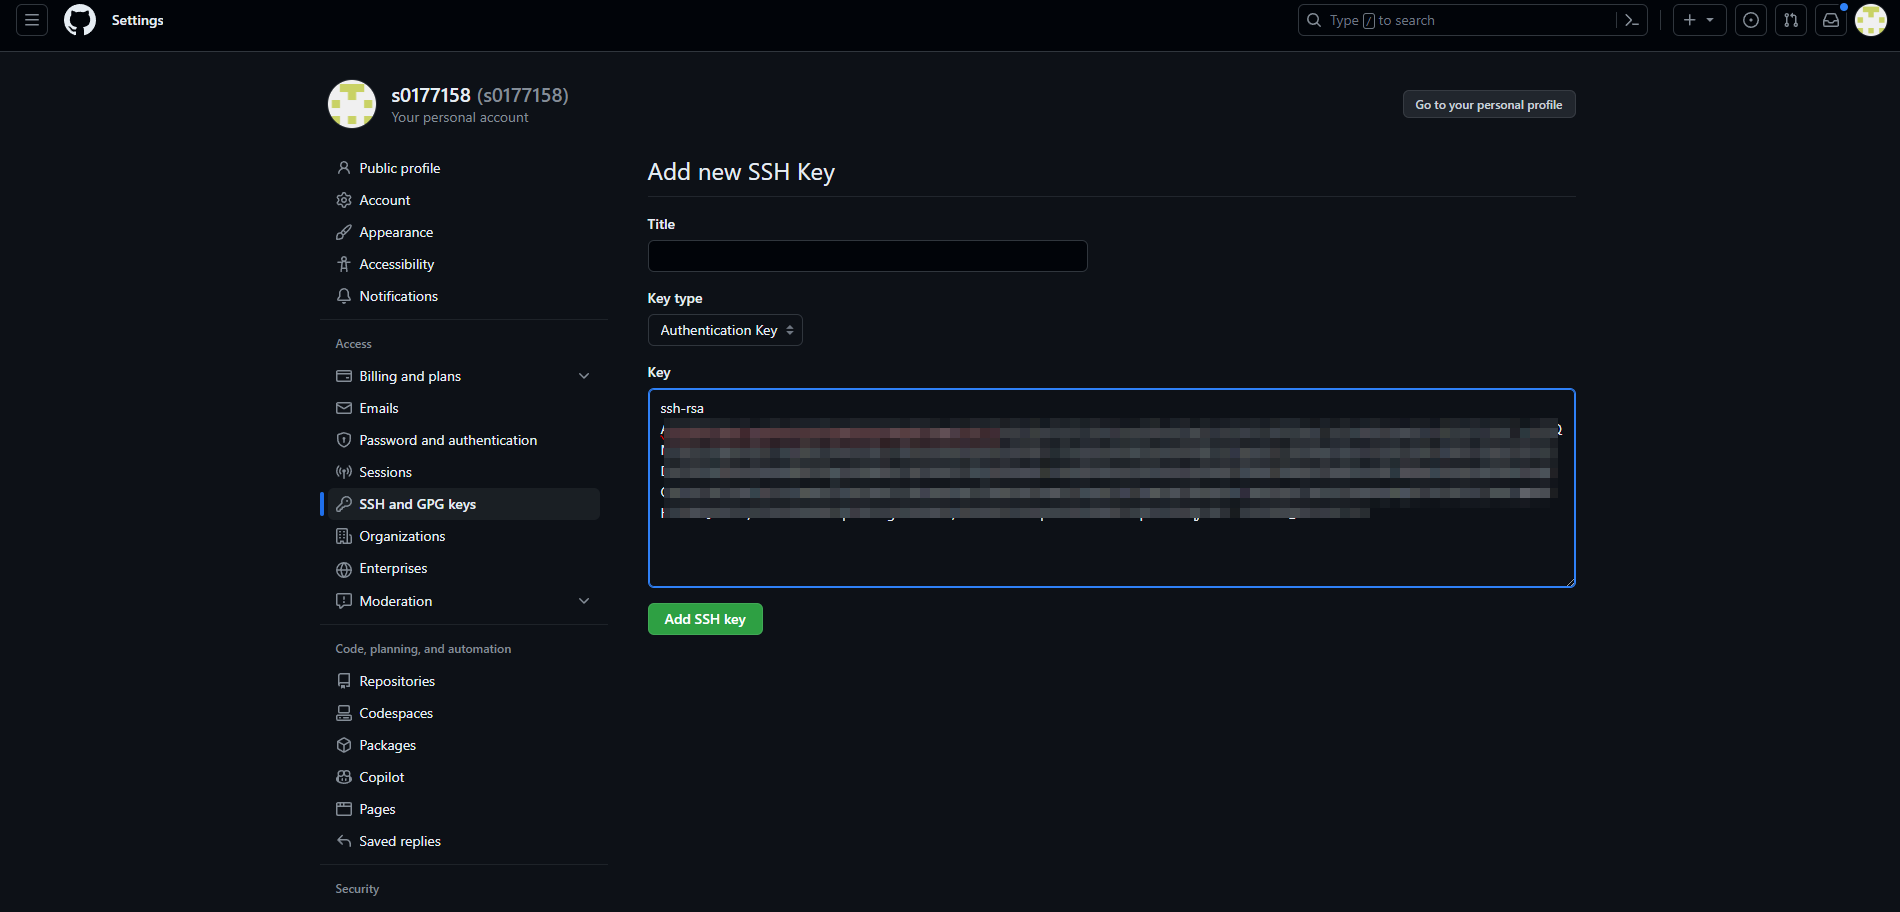 Settings
Type / to search
s0177158 (s0177158)
Your personal account
Go to your personal profile
Public profile
Account
Appearance
Accessibility
Notifications
Access
Billing and plans
Emails
Password and authentication
Sessions
SSH and GPG keys
Organizations
Enterprises
Moderation
Code, planning, and automation
Repositories
Codespaces
Packages
Copilot
Pages
Saved replies
Security
Add new SSH Key
Title
Key type
Authentication Key
Key
ssh-rsa
Add SSH key